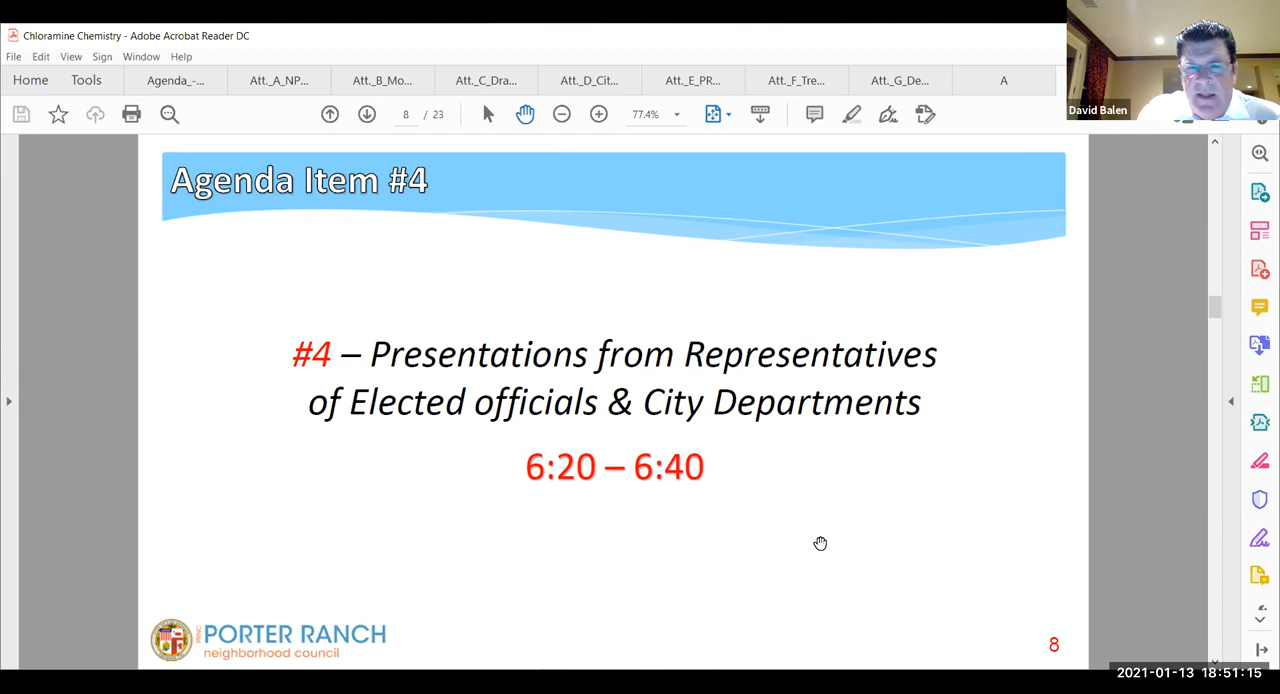 Chloramine Chemistry - Adobe Acrobat Reader DC
File Edit View Sign Window Help
Home Tools Agenda_-... Att._A_NP... Att._B_Mo... Att._C_Dra... Att._D_Cit... Att._E_PR... Att._F_Tre... Att._G_De... A
8 / 23 77.4%
David Balen
Agenda Item #4
#4 – Presentations from Representatives
of Elected officials & City Departments
6:20 – 6:40
PRNC PORTER RANCH
neighborhood council
8
2021-01-13 18:51:15